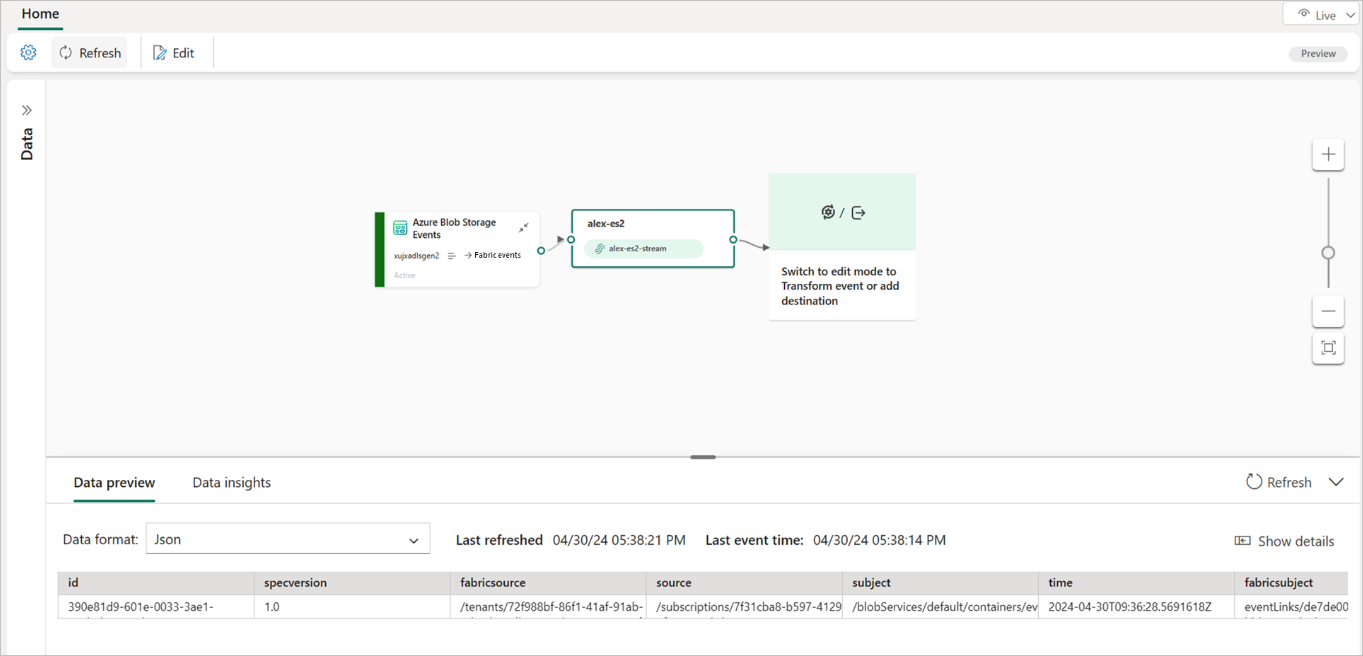 Home
Live
Refresh
Edit
Preview
Data
Azure Blob Storage
Events
xujxadlsgen2
Fabric events
Active
alex-es2
alex-es2-stream
/
Switch to edit mode to
Transform event or add
destination
Data preview
Data insights
Refresh
Data format:
Json
Last refreshed 04/30/24 05:38:21 PM
Last event time: 04/30/24 05:38:14 PM
Show details
id specversion fabricsource source subject time fabricsubject
390e81d9-601e-0033-3ae1- 1.0 /tenants/72f988bf-86f1-41af-91ab- /subscriptions/7f31cba8-b597-4129 /blobServices/default/containers/ev 2024-04-30T09:36:28.5691618Z eventLinks/de7de00